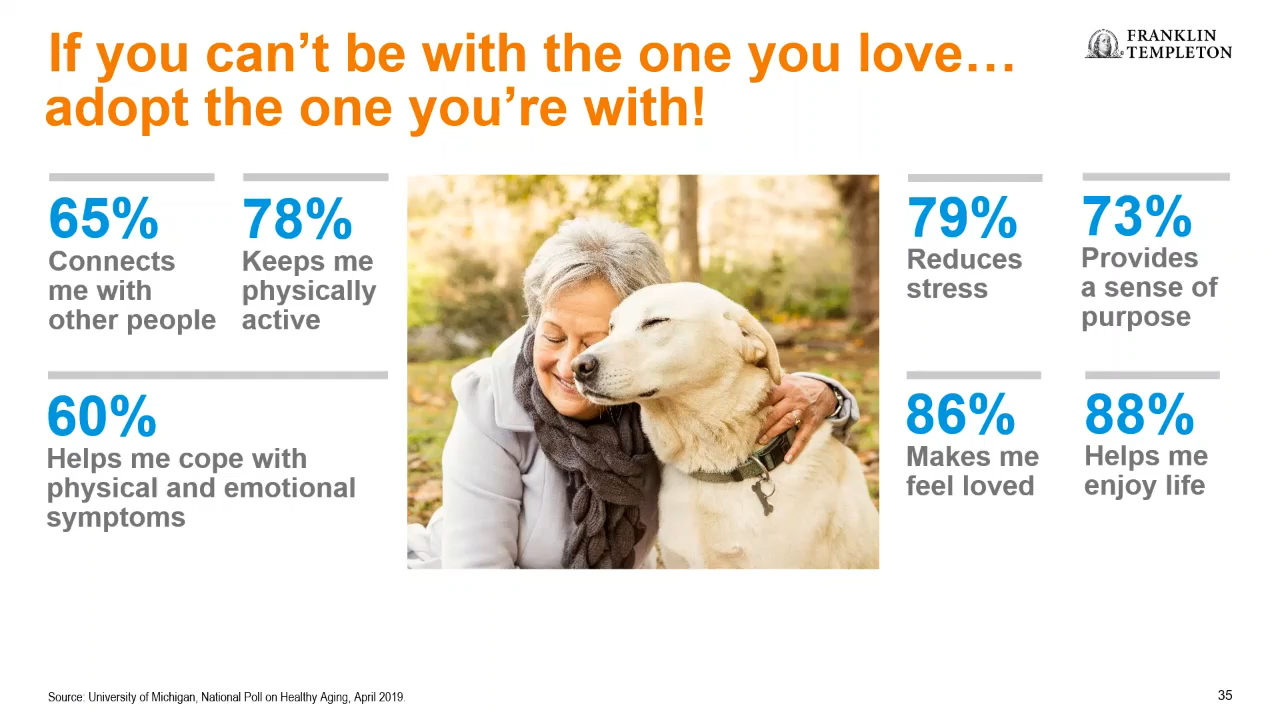 If you can’t be with the one you love…
adopt the one you’re with!
FRANKLIN
TEMPLETON
65%
Connects
me with
other people
78%
Keeps me
physically
active
60%
Helps me cope with
physical and emotional
symptoms
79%
Reduces
stress
73%
Provides
a sense of
purpose
86%
Makes me
feel loved
88%
Helps me
enjoy life
Source: University of Michigan, National Poll on Healthy Aging, April 2019.
35